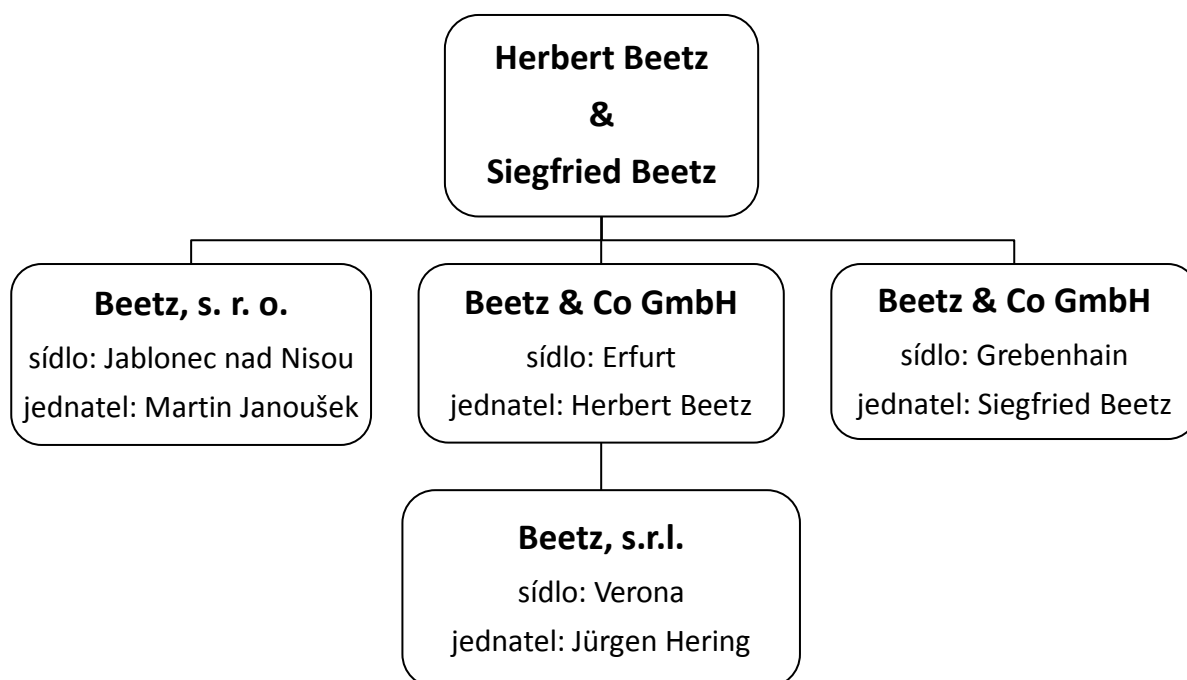 Herbert Beetz
&
Siegfried Beetz
Beetz, s. r. o.
sídlo: Jablonec nad Nisou
jednatel: Martin Janoušek
Beetz & Co GmbH
sídlo: Erfurt
jednatel: Herbert Beetz
Beetz & Co GmbH
sídlo: Grebenhain
jednatel: Siegfried Beetz
Beetz, s.r.l.
sídlo: Verona
jednatel: Jürgen Hering